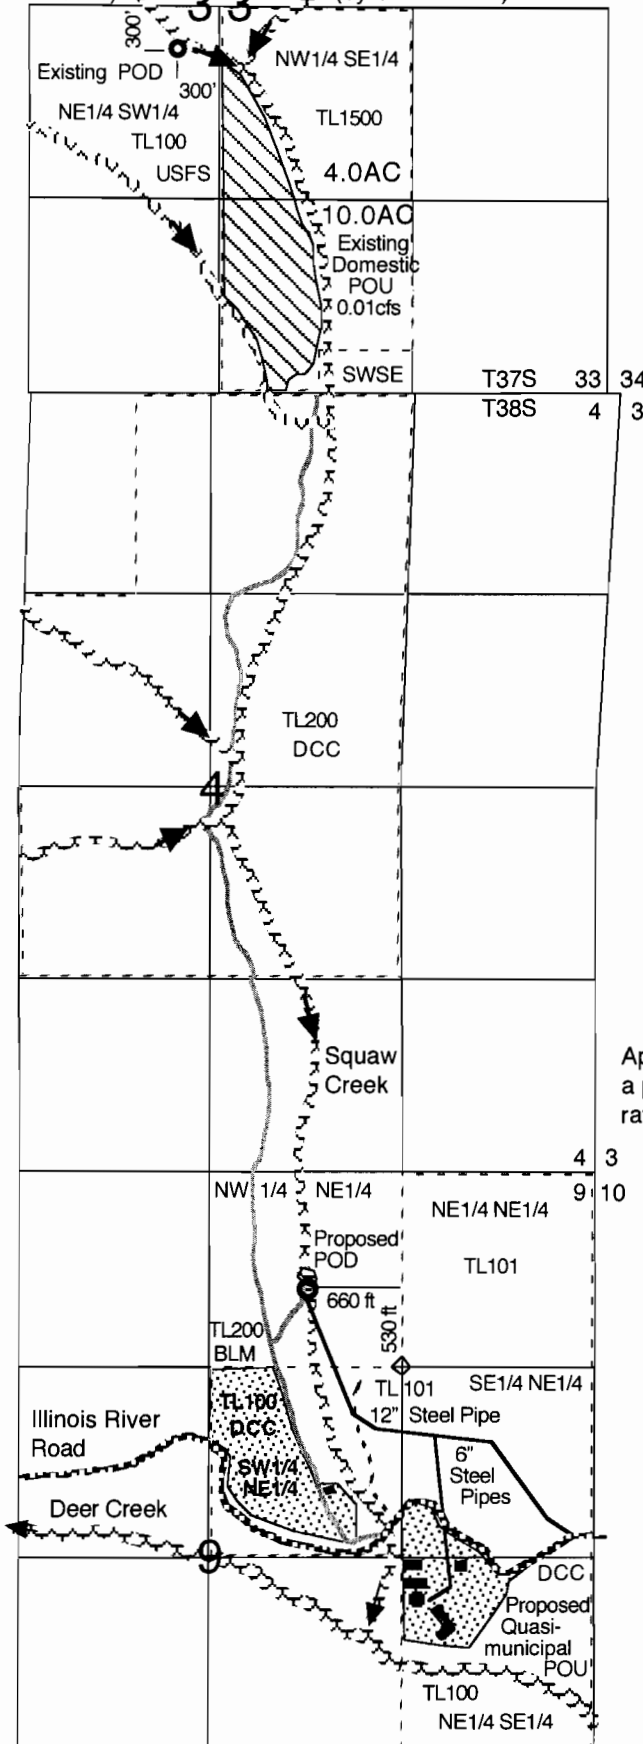 33
300'
Existing POD
300'
NW1/4 SE1/4
NE1/4 SW1/4
TL100
USFS
TL1500
4.0AC
10.0AC
Existing
Domestic
POU
0.01cfs
SWSE
T37S 33 34
T38S 4 3
TL200
DCC
4
Squaw
Creek
4 3
9 10
NW 1/4 NE1/4
NE1/4 NE1/4
Proposed
POD
TL101
660 ft
530 ft
TL200
BLM
TL 101
SE1/4 NE1/4
12" Steel Pipe
TL100
DCC
SW1/4
NE1/4
6"
Steel
Pipes
Illinois River
Road
Deer Creek
9
DCC
Proposed
Quasi-
municipal
POU
TL100
NE1/4 SE1/4